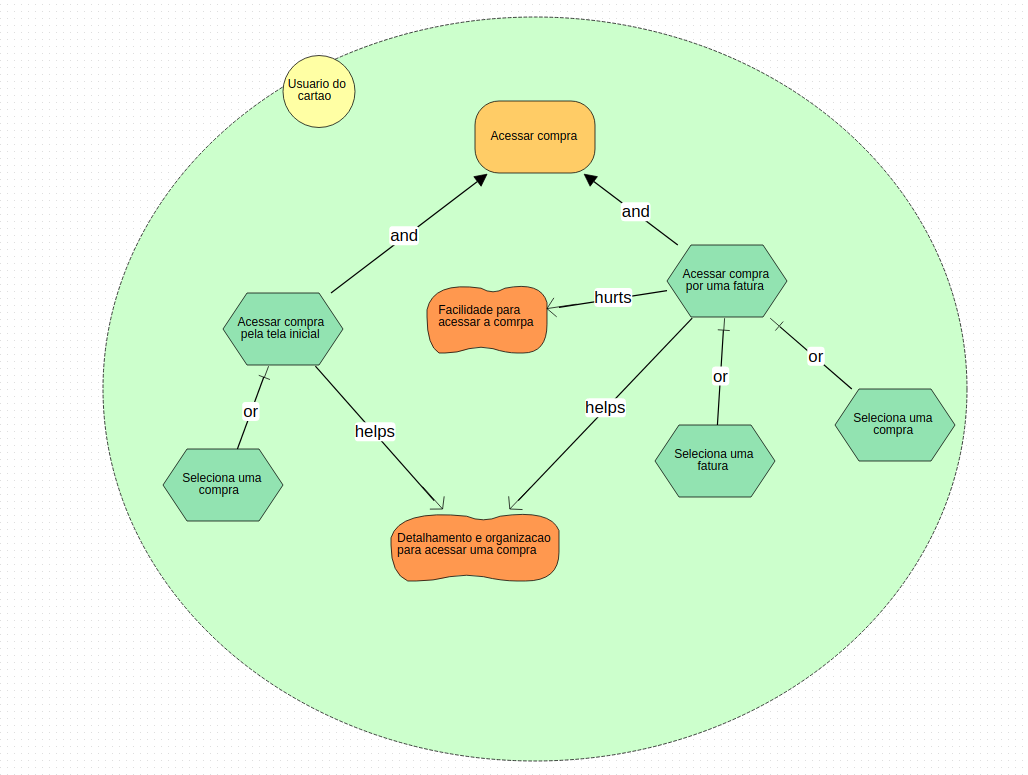 Usuario do
cartao
Acessar compra
and
and
Acessar compra
por uma fatura
hurts
Facilidade para
acessar a comrpa
Acessar compra
pela tela inicial
or
or
or
helps
helps
Seleciona uma
compra
Seleciona uma
fatura
Seleciona uma
compra
Detalhamento e organizacao
para acessar uma compra